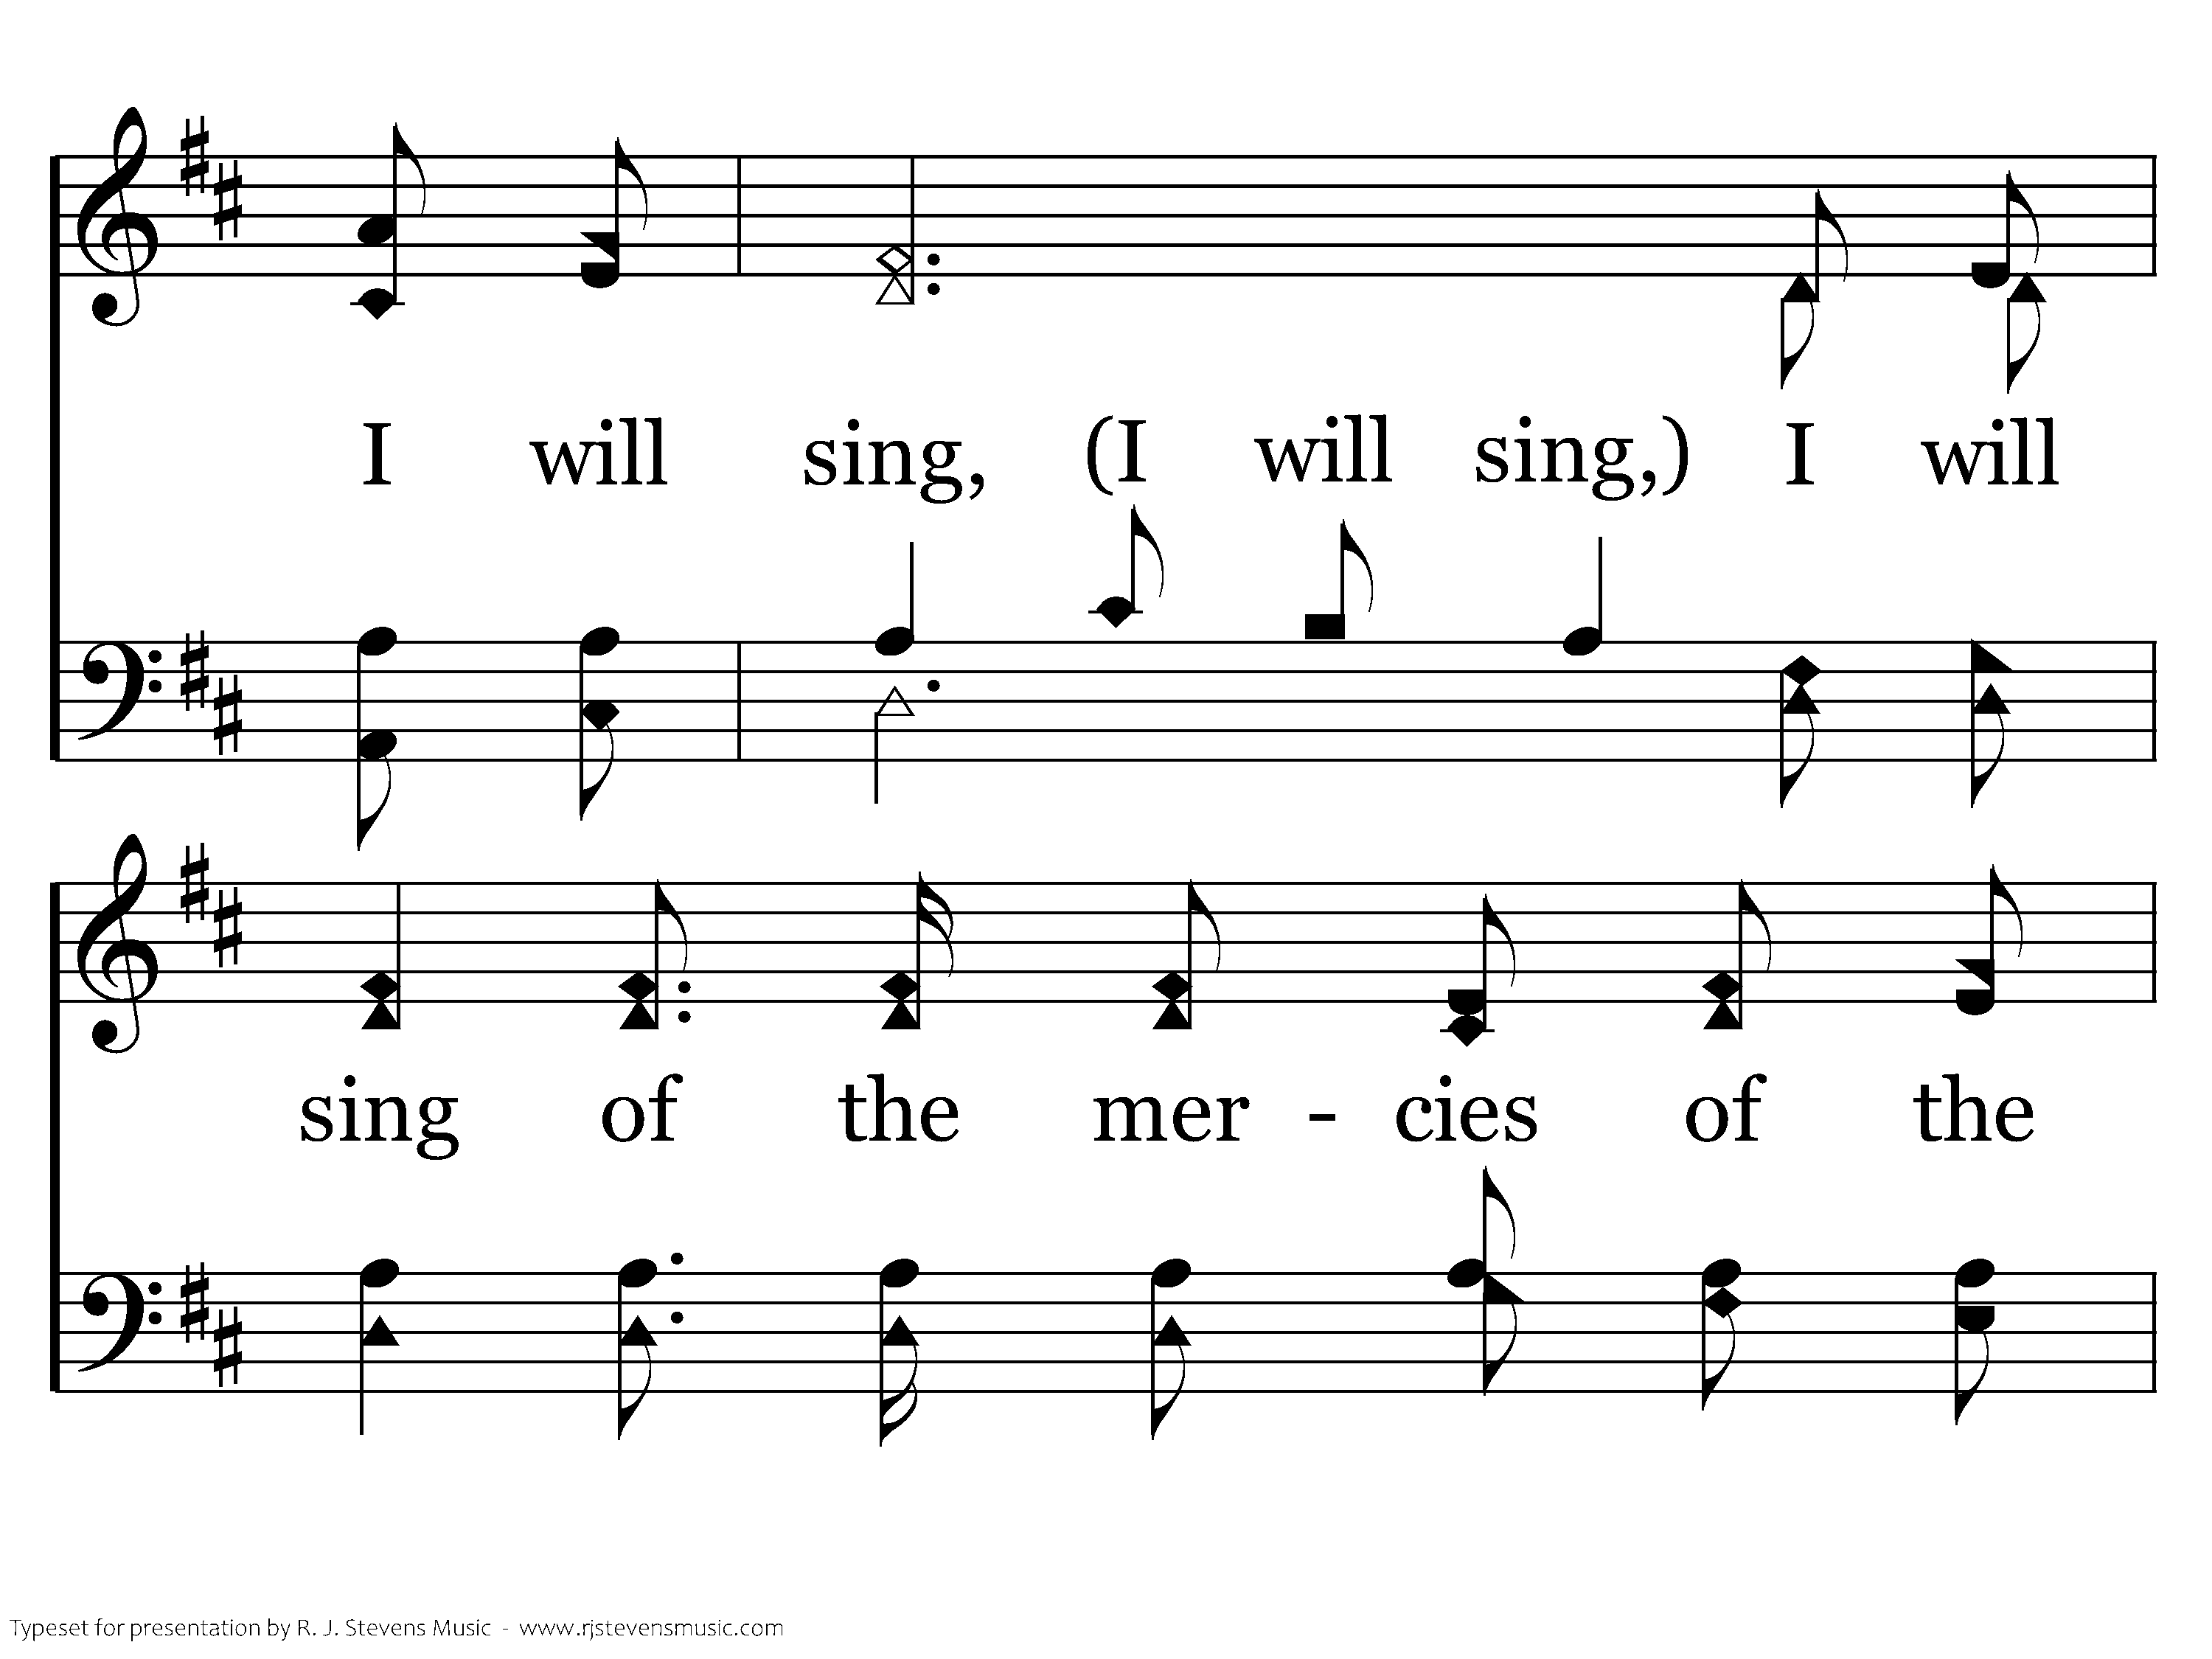 I will sing, (I will sing,) I will
sing of the mer - cies of the
Typeset for presentation by R. J. Stevens Music - www.rjstevensmusic.com